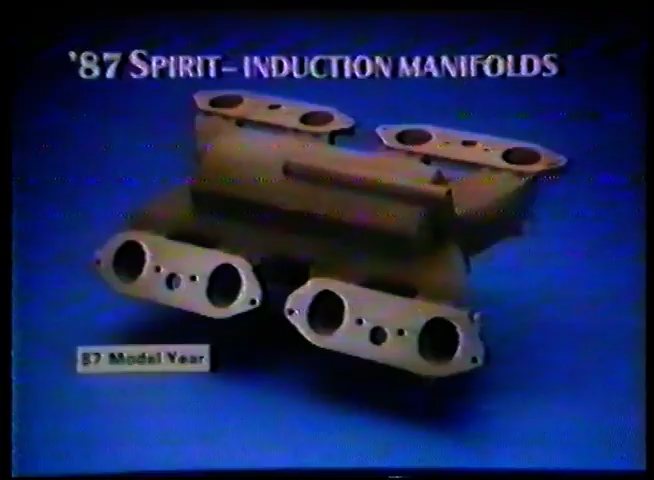 '87 SPIRIT – INDUCTION MANIFOLDS
87 Model Year